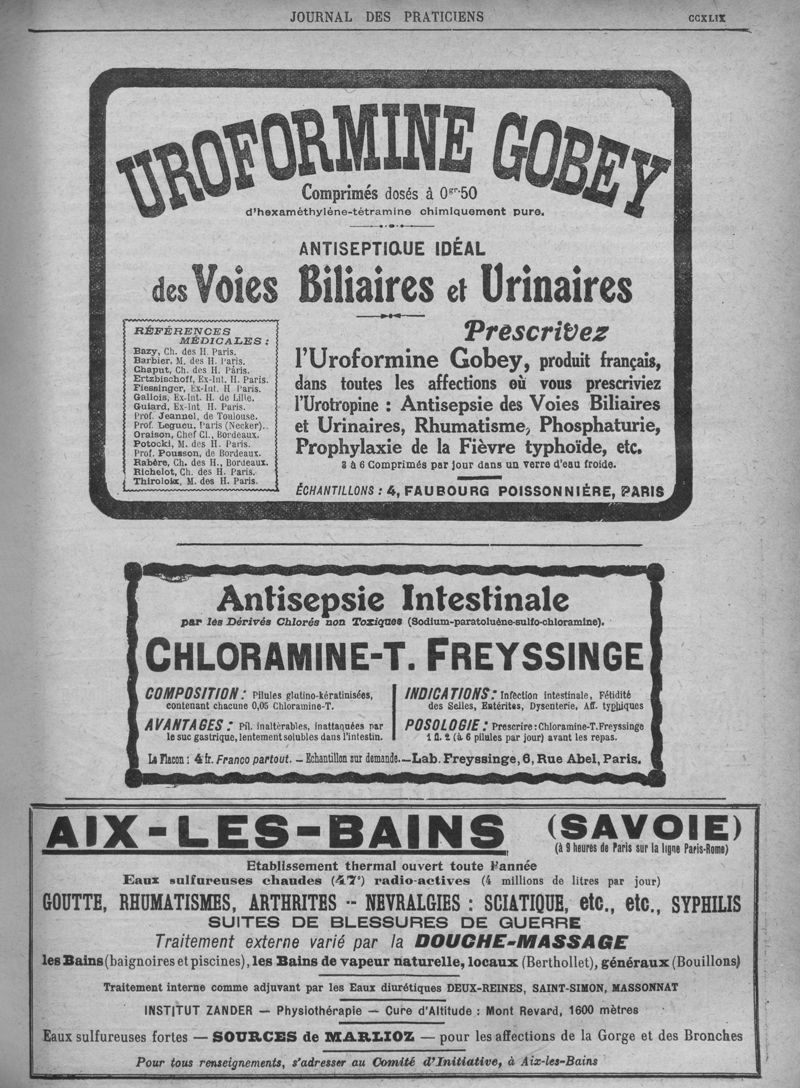 JOURNAL DES PRATICIENS
CCXLIX
UROFORMINE GOBEY
Comprimés dosés à 0gr.50
d'hexaméthylène-tétramine chimiquement pure.
ANTISEPTIQUE IDÉAL
des Voies Biliaires et Urinaires
RÉFÉRENCES
MÉDICALES :
Bazy, Ch. des H. Paris.
Barbier, M. des H. Paris.
Chaput, Ch. des H. Paris.
Ertzbischoff, Ex-Int. H. Paris.
Fiessinger, Ex-Int. H Paris.
Gallois, Ex-Int. H. de Lille.
Guiard, Ex-Int. H. Paris.
Prof. Jeannel, de Toulouse.
Prof. Legueu, Paris (Necker)..
Oraison, Chef Cl., Bordeaux.
Potocki, M. des H. Paris.
Prof. Pousson, de Bordeaux.
Rabère, Ch. des H., Bordeaux.
Richelot, Ch. des H. Paris.
Thiroloix, M. des H. Paris.
Prescrivez
l'Uroformine Gobey, produit français,
dans toutes les affections où vous prescriviez
l'Urotropine : Antisepsie des Voies Biliaires
et Urinaires, Rhumatisme, Phosphaturie,
Prophylaxie de la Fièvre typhoïde, etc.
3 à 6 Comprimés par jour dans un verre d'eau froide.
ÉCHANTILLONS : 4, FAUBOURG POISSONNIÈRE, PARIS
Antisepsie Intestinale
par les Dérivés Chlorés non Toxiques (Sodium-paratoluène-sulfo-chloramine).
CHLORAMINE-T. FREYSSINGE
COMPOSITION : Pilules glutino-kératinisées,
contenant chacune 0,05 Chloramine-T.
AVANTAGES : Pil. inaltérables, inattaquées par
le suc gastrique, lentement solubles dans l'intestin.
INDICATIONS : Infection intestinale, Fétidité
des Selles, Entérites, Dysenterie, Aff. typhiques
POSOLOGIE : Prescrire : Chloramine-T. Freyssinge
1 fl. 2 (à 6 pilules par jour) avant les repas.
Le Flacon : 4 fr. Franco partout. — Echantillon sur demande. — Lab. Freyssinge, 6, Rue Abel, Paris.
AIX-LES-BAINS (SAVOIE)
(à 9 heures de Paris sur la ligne Paris-Rome)
Etablissement thermal ouvert toute l'année
Eaux sulfureuses chaudes (47°) radio-actives (4 millions de litres par jour)
GOUTTE, RHUMATISMES, ARTHRITES -- NEVRALGIES : SCIATIQUE, etc., etc., SYPHILIS
SUITES DE BLESSURES DE GUERRE
Traitement externe varié par la DOUCHE-MASSAGE
les Bains (baignoires et piscines), les Bains de vapeur naturelle, locaux (Berthollet), généraux (Bouillons)
Traitement interne comme adjuvant par les Eaux diurétiques DEUX-REINES, SAINT-SIMON, MASSONNAT
INSTITUT ZANDER — Physiothérapie — Cure d'Altitude : Mont Revard, 1600 mètres
Eaux sulfureuses fortes — SOURCES de MARLIOZ — pour les affections de la Gorge et des Bronches
Pour tous renseignements, s'adresser au Comité d'Initiative, à Aix-les-Bains